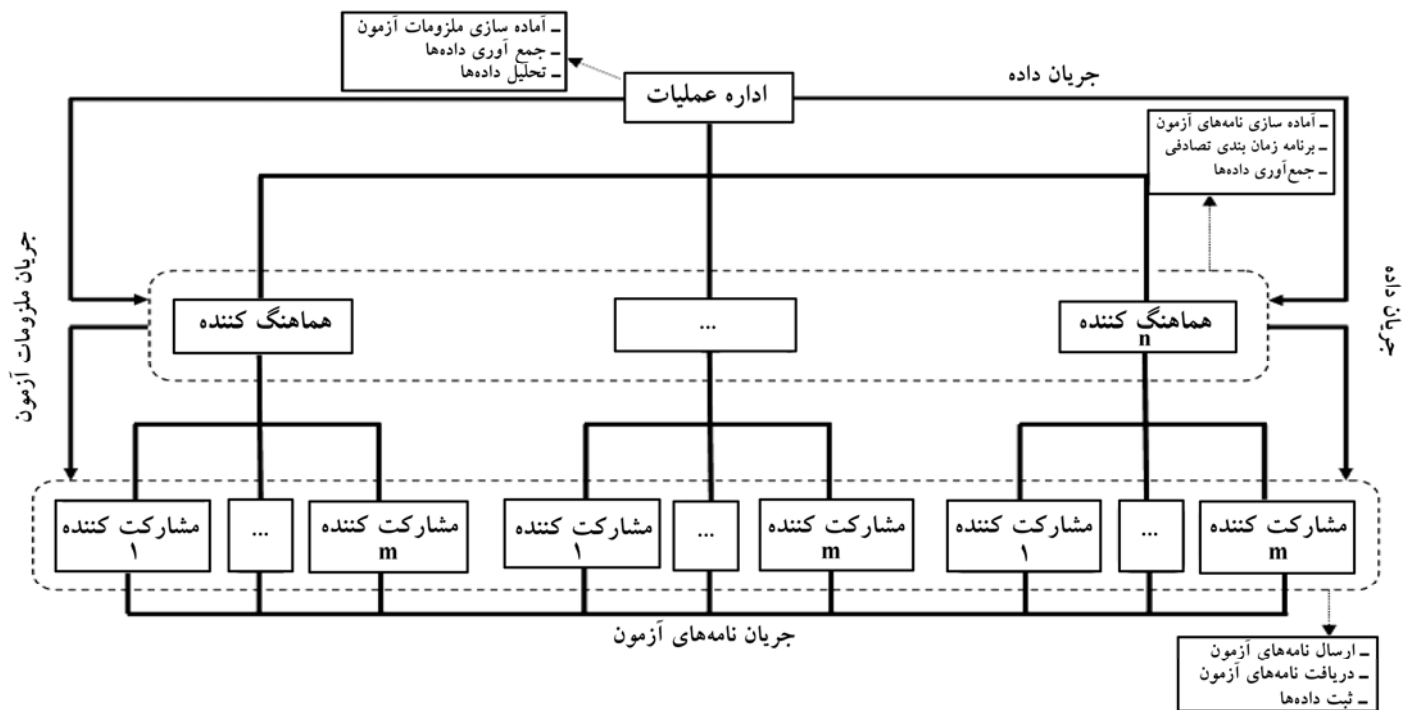 ـ آماده سازی ملزومات آزمون
ـ جمع آوری داده‌ها
ـ تحلیل داده‌ها
اداره عملیات
جریان داده
ـ آماده سازی نامه‌های آزمون
ـ برنامه زمان بندی تصادفی
ـ جمع‌آوری داده‌ها
جریان ملزومات آزمون
جریان داده
هماهنگ کننده
...
هماهنگ کننده
n
مشارکت کننده
۱
...
مشارکت کننده
m
مشارکت کننده
۱
...
مشارکت کننده
m
مشارکت کننده
۱
...
مشارکت کننده
m
جریان نامه‌های آزمون
ـ ارسال نامه‌های آزمون
ـ دریافت نامه‌های آزمون
ـ ثبت داده‌ها